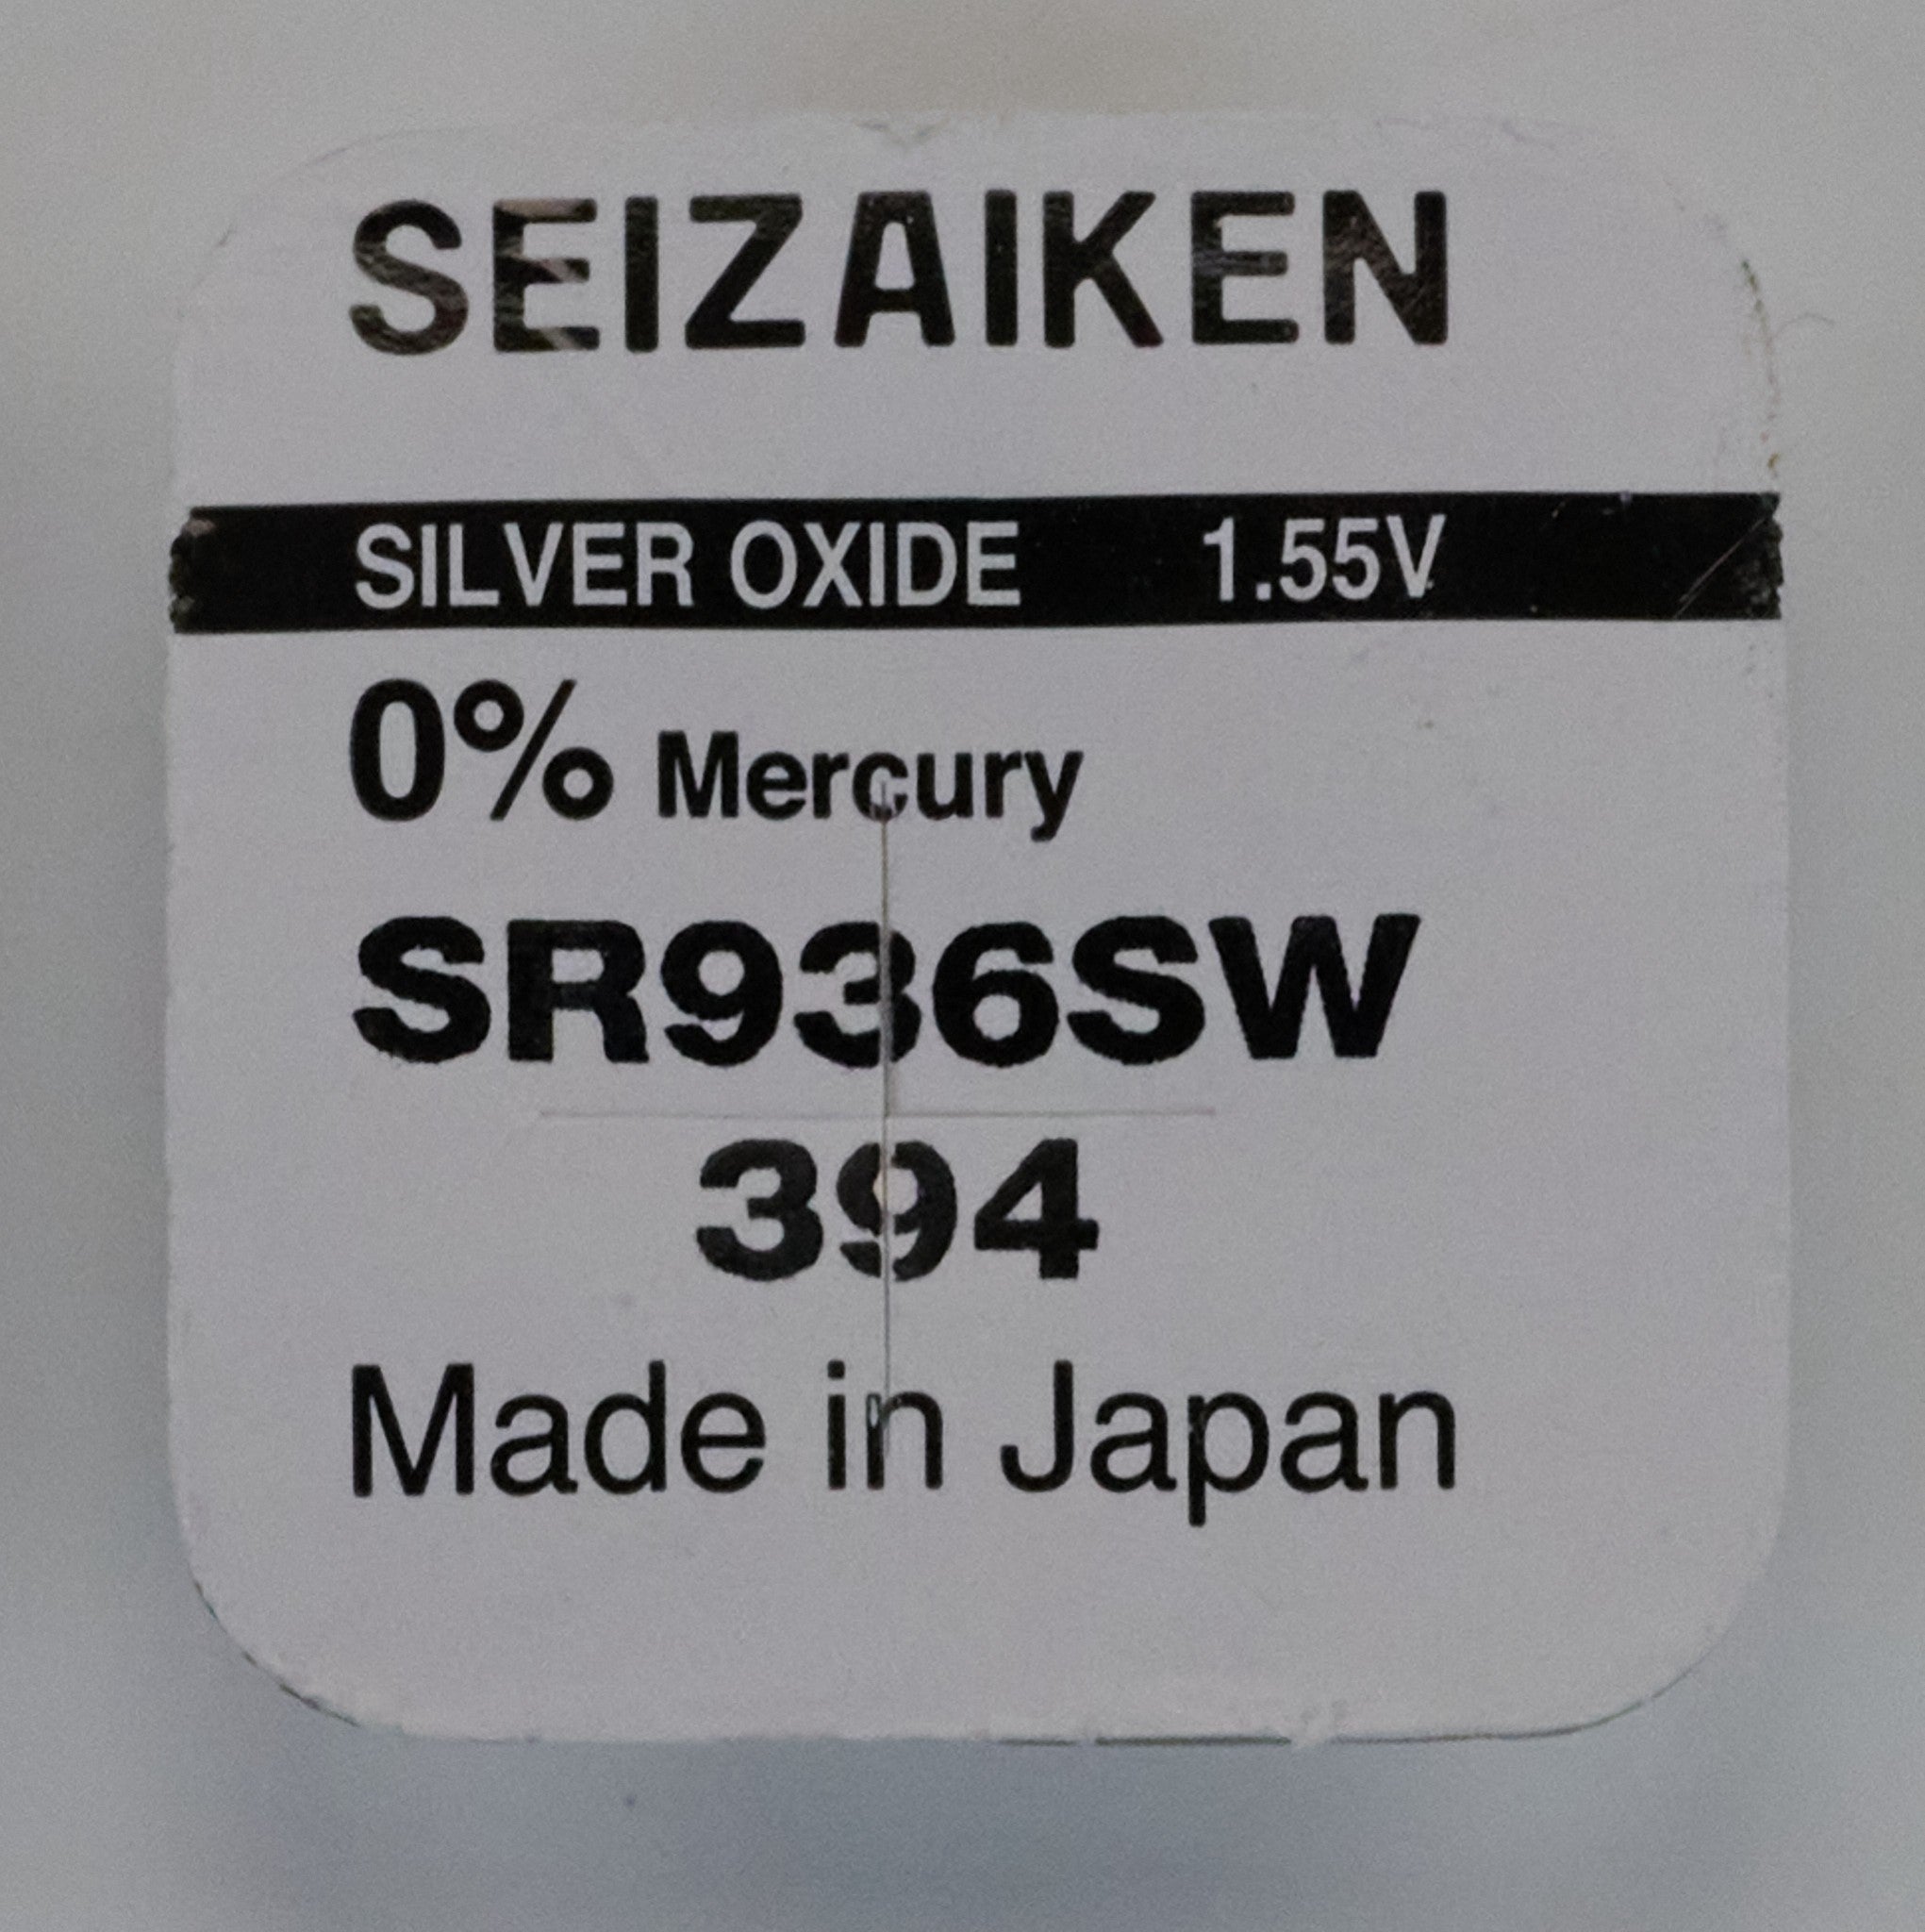 SEIZAIKEN
SILVER OXIDE 1.55V
0% Mercury
SR936SW
394
Made in Japan